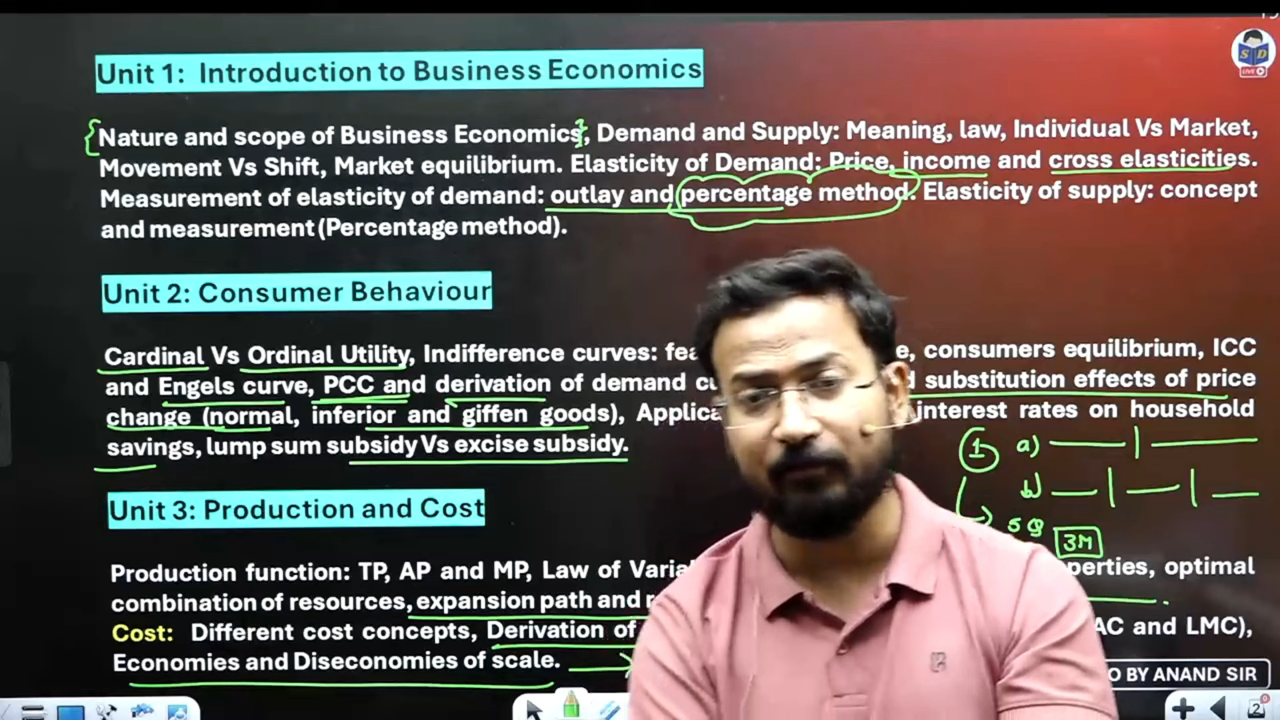 Unit 1: Introduction to Business Economics
S D
LIVE
{Nature and scope of Business Economics}, Demand and Supply: Meaning, law, Individual Vs Market,
Movement Vs Shift, Market equilibrium. Elasticity of Demand: Price, income and cross elasticities.
Measurement of elasticity of demand: outlay and percentage method. Elasticity of supply: concept
and measurement (Percentage method).
Unit 2: Consumer Behaviour
Cardinal Vs Ordinal Utility, Indifference curves: e, consumers equilibrium, ICC
and Engels curve, PCC and derivation of demand substitution effects of price
change (normal, inferior and giffen goods), interest rates on household
savings, lump sum subsidy Vs excise subsidy.
1 a)
b)
5 Q 3M
Unit 3: Production and Cost
Production function: TP, AP and MP, Law of optimal
combination of resources, expansion path and
Cost: Different cost concepts, Derivation of AC and LMC),
Economies and Diseconomies of scale.
O BY ANAND SIR
2